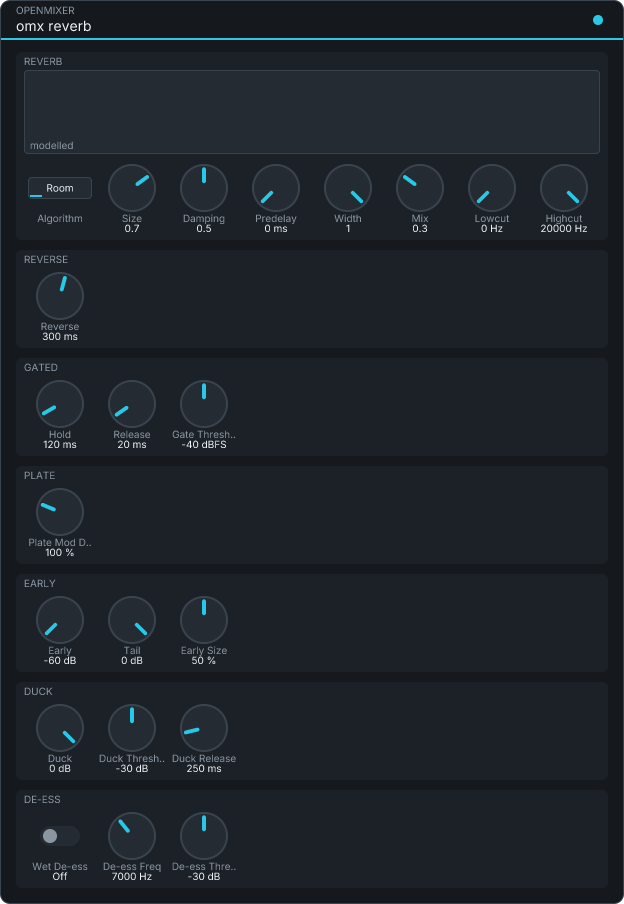 OPENMIXER
omx reverb
REVERB
modelled
Room
Algorithm Size Damping Predelay Width Mix Lowcut Highcut
0.7 0.5 0 ms 1 0.3 0 Hz 20000 Hz
REVERSE
Reverse
300 ms
GATED
Hold Release Gate Thresh..
120 ms 20 ms -40 dBFS
PLATE
Plate Mod D..
100 %
EARLY
Early Tail Early Size
-60 dB 0 dB 50 %
DUCK
Duck Duck Thresh.. Duck Release
0 dB -30 dB 250 ms
DE-ESS
Wet De-ess De-ess Freq De-ess Thre..
Off 7000 Hz -30 dB